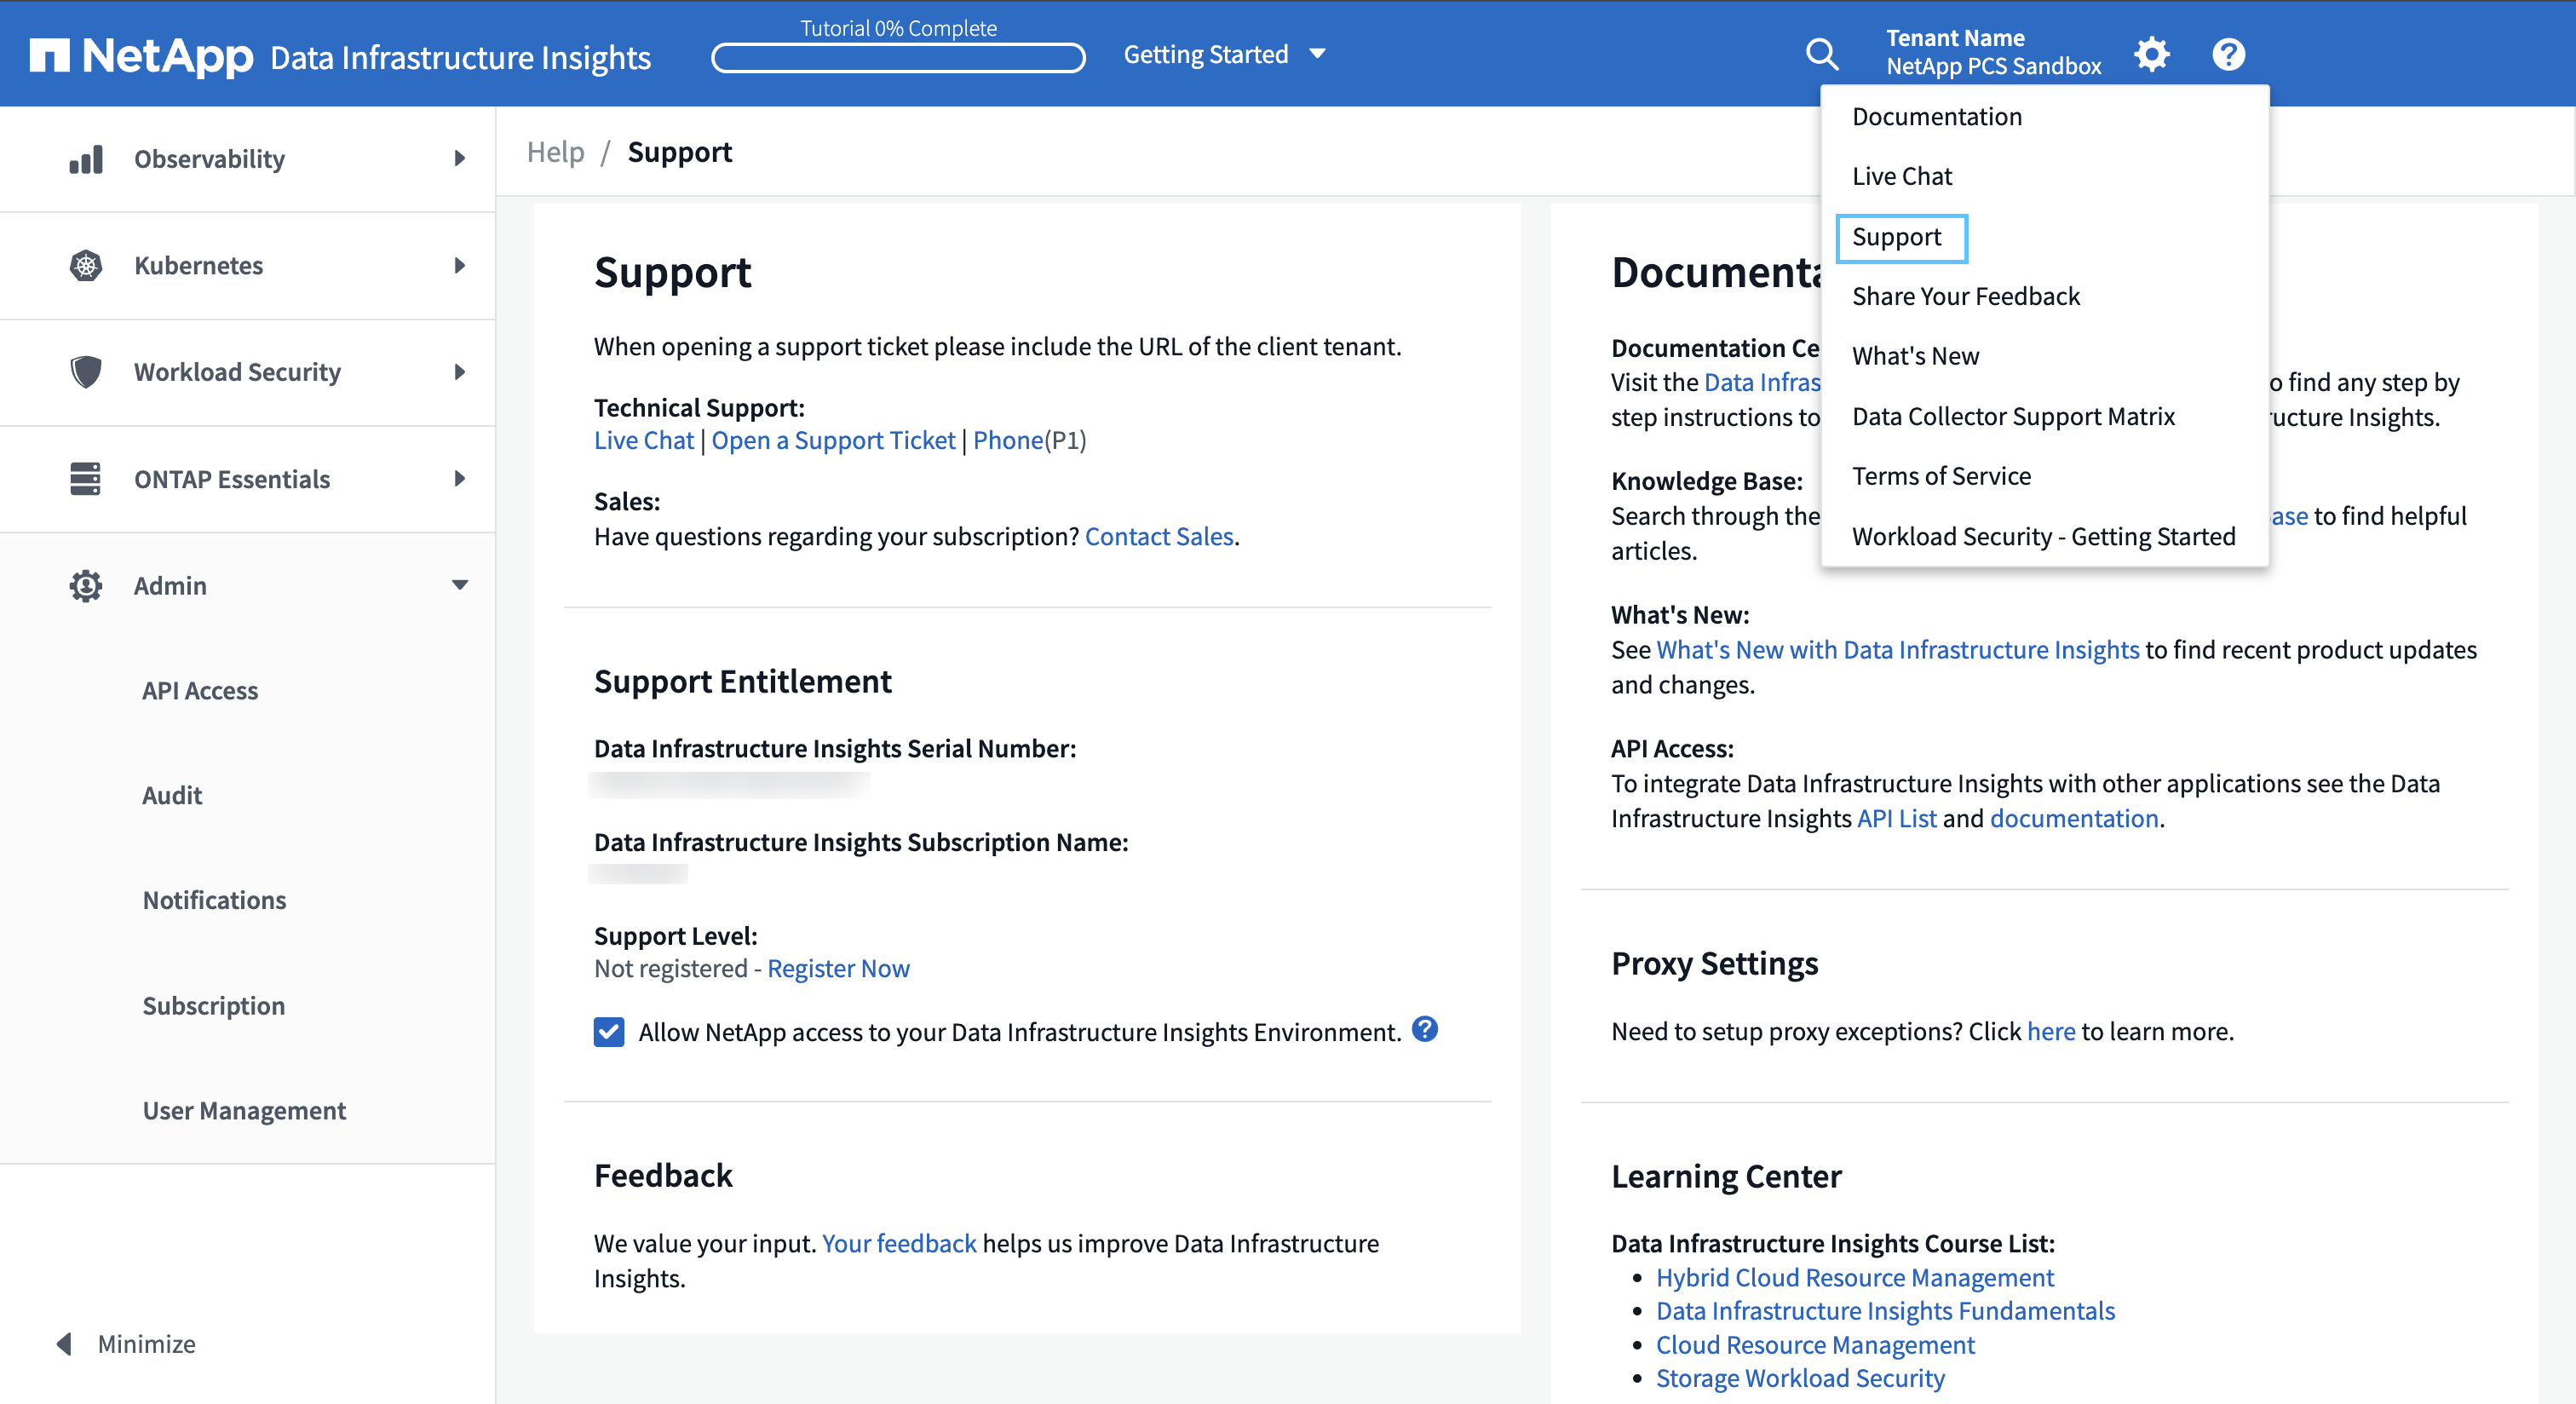 NetApp Data Infrastructure Insights
Tutorial 0% Complete
Getting Started
Tenant Name
NetApp PCS Sandbox
Observability
Kubernetes
Workload Security
ONTAP Essentials
Admin
API Access
Audit
Notifications
Subscription
User Management
Minimize
Help / Support
Support
When opening a support ticket please include the URL of the client tenant.
Technical Support:
Live Chat | Open a Support Ticket | Phone(P1)
Sales:
Have questions regarding your subscription? Contact Sales.
Support Entitlement
Data Infrastructure Insights Serial Number:
Data Infrastructure Insights Subscription Name:
Support Level:
Not registered - Register Now
Allow NetApp access to your Data Infrastructure Insights Environment.
Feedback
We value your input. Your feedback helps us improve Data Infrastructure
Insights.
Documentation
Live Chat
Support
Share Your Feedback
What's New
Data Collector Support Matrix
Terms of Service
Workload Security - Getting Started
Documenta
Documentation Ce
Visit the Data Infras o find any step by
step instructions to ructure Insights.
Knowledge Base:
Search through the ase to find helpful
articles.
What's New:
See What's New with Data Infrastructure Insights to find recent product updates
and changes.
API Access:
To integrate Data Infrastructure Insights with other applications see the Data
Infrastructure Insights API List and documentation.
Proxy Settings
Need to setup proxy exceptions? Click here to learn more.
Learning Center
Data Infrastructure Insights Course List:
• Hybrid Cloud Resource Management
• Data Infrastructure Insights Fundamentals
• Cloud Resource Management
• Storage Workload Security